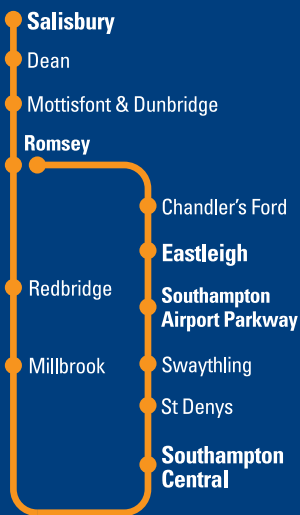 Salisbury
Dean
Mottisfont & Dunbridge
Romsey
Chandler's Ford
Eastleigh
Redbridge
Southampton
Airport Parkway
Millbrook
Swaythling
St Denys
Southampton
Central